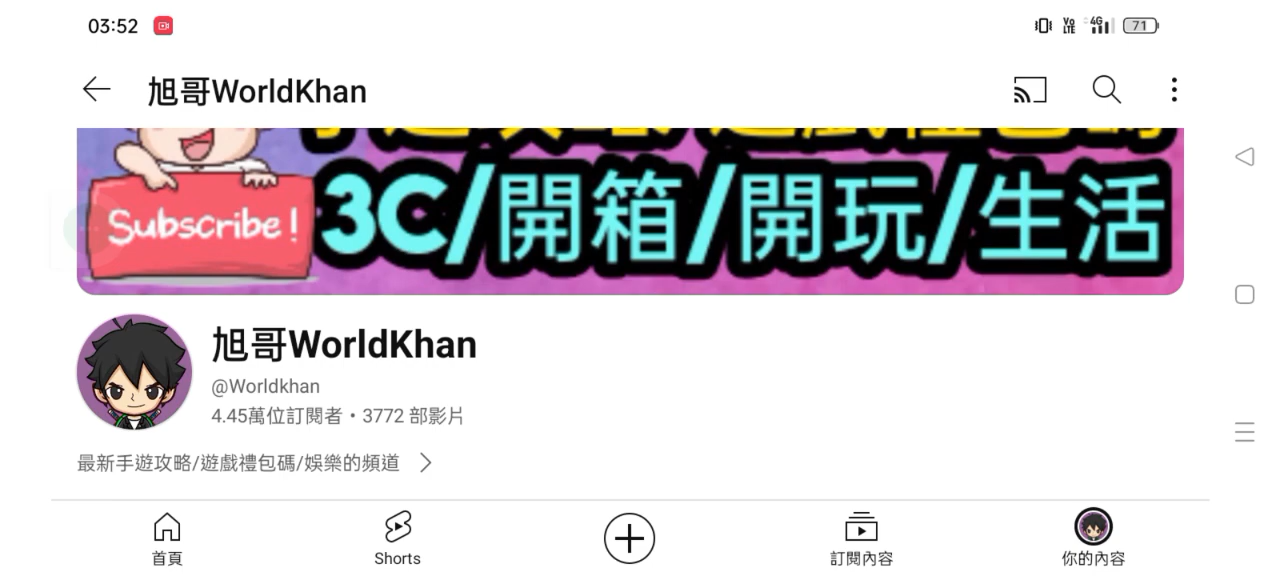 03:52
Vo LTE 4G 71
旭哥WorldKhan
Subscribe!
3C/開箱/開玩/生活
旭哥WorldKhan
@Worldkhan
4.45萬位訂閱者・3772 部影片
最新手遊攻略/遊戲禮包碼/娛樂的頻道
首頁
Shorts
訂閱內容
你的內容